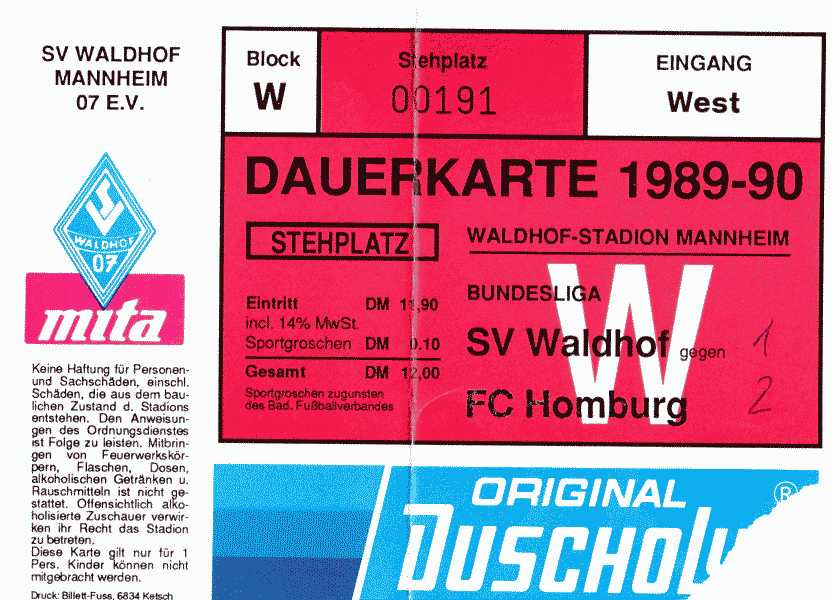 SV WALDHOF
MANNHEIM
07 E.V.
WALDHOF
07
mita
Keine Haftung für Personen-
und Sachschäden, einschl.
Schäden, die aus dem bau-
lichen Zustand d. Stadions
entstehen. Den Anweisun-
gen des Ordnungsdienstes
ist Folge zu leisten. Mitbrin-
gen von Feuerwerkskör-
pern, Flaschen, Dosen,
alkoholischen Getränken u.
Rauschmitteln ist nicht ge-
stattet. Offensichtlich alko-
holisierte Zuschauer verwir-
ken ihr Recht das Stadion
zu betreten.
Diese Karte gilt nur für 1
Pers. Kinder können nicht
mitgebracht werden.
Druck: Billett-Fuss, 6834 Ketsch
Block
W
Stehplatz
00191
EINGANG
West
DAUERKARTE 1989-90
STEHPLATZ
WALDHOF-STADION MANNHEIM
Eintritt DM 11,90
incl. 14% MwSt.
Sportgroschen DM 0.10
Gesamt DM 12,00
Sportgroschen zugunsten
des Bad. Fußballverbandes
W
BUNDESLIGA
SV Waldhof gegen 1
FC Homburg 2
ORIGINAL ®